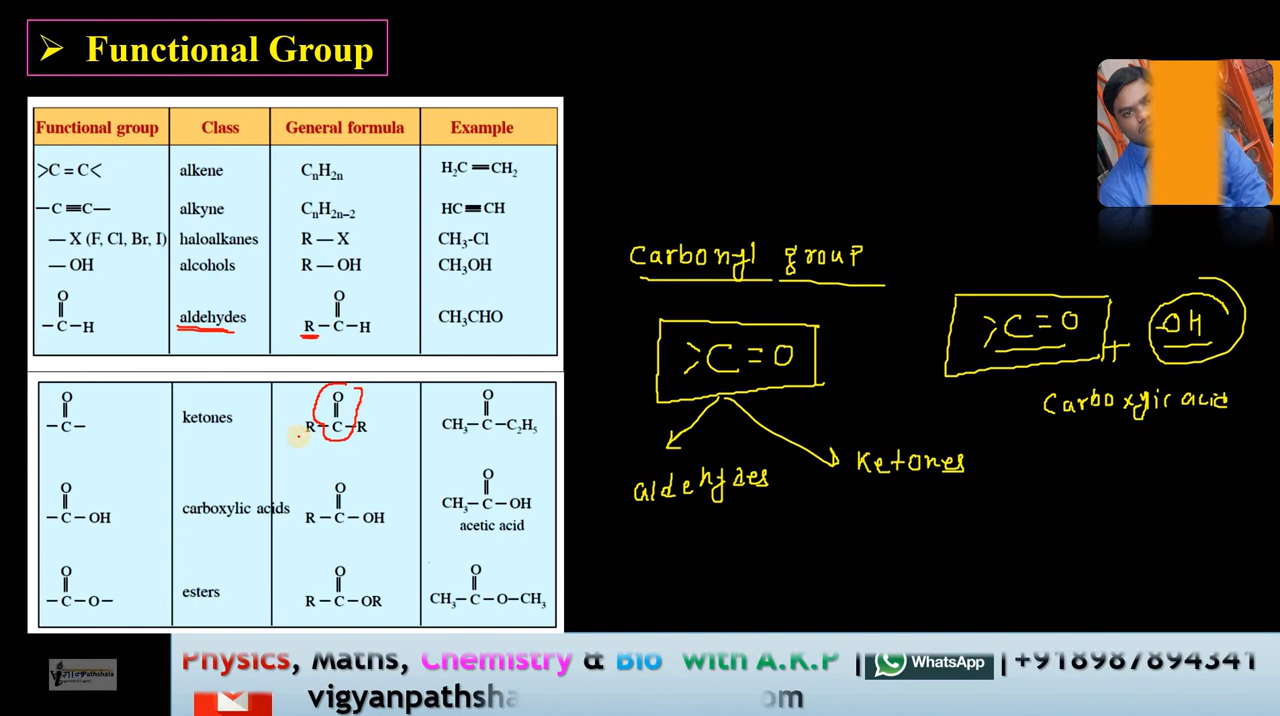 ➢ Functional Group
Functional group Class General formula Example
>C = C< alkene CₙH₂ₙ H₂C ═ CH₂
—C ≡ C— alkyne CₙH₂ₙ₋₂ HC ≡ CH
— X (F, Cl, Br, I) haloalkanes R — X CH₃-Cl
— OH alcohols R — OH CH₃OH
O O
|| ||
— C — H aldehydes R — C — H CH₃CHO
O O O
|| || ||
— C — ketones R — C — R CH₃ — C — C₂H₅
O O O
|| || ||
— C — OH carboxylic acids R — C — OH CH₃ — C — OH
acetic acid
O O O
|| || ||
— C — O — esters R — C — OR CH₃ — C — O — CH₃
Carbonyl group
>C = O
aldehydes Ketones
>C = O + -OH
Carboxylic acid
Pathshala
Physics, Maths, Chemistry & Bio with A.K.P | WhatsApp | +918987894341
vigyanpathsha om